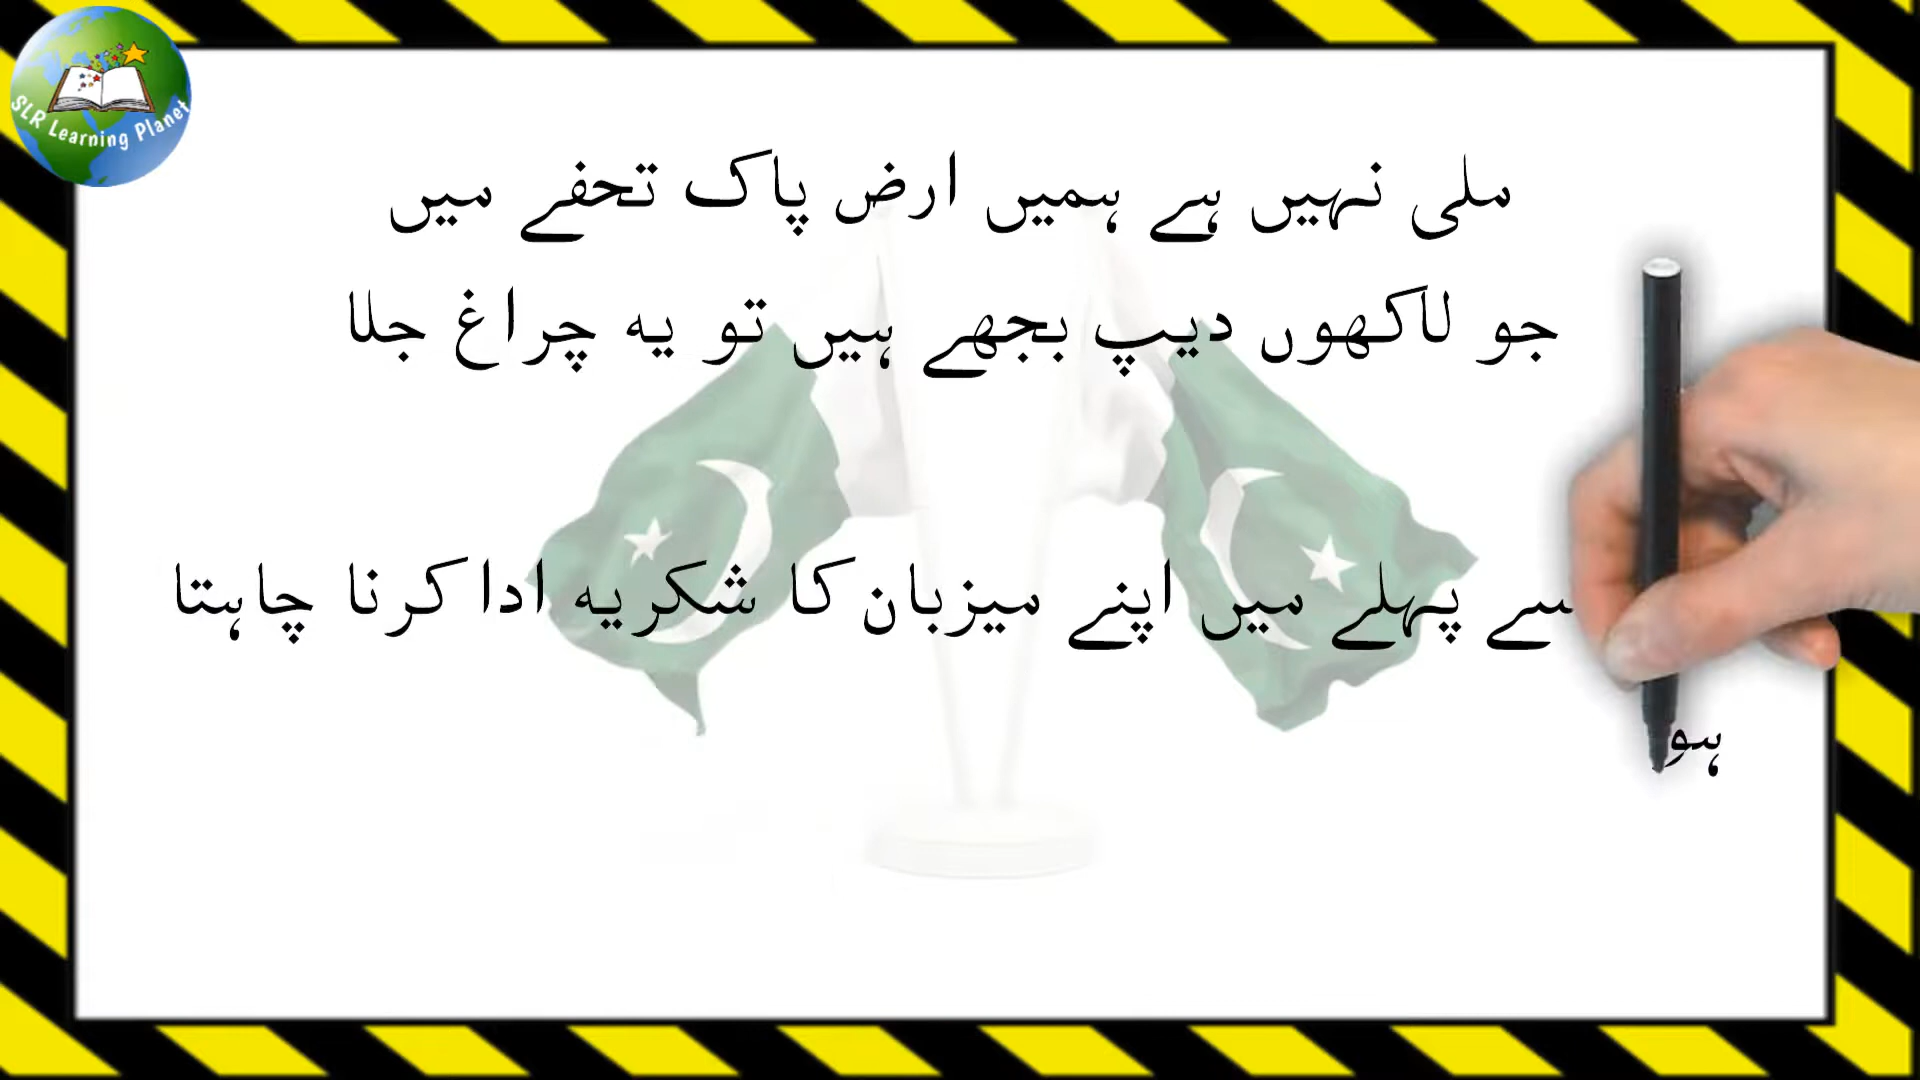 SLR Learning Planet
ملی نہیں ہے ہمیں ارض پاک تحفے میں
جو لاکھوں دیپ بجھے ہیں تو یہ چراغ جلا
سے پہلے میں اپنے میزبان کا شکریہ ادا کرنا چاہتا
ہو